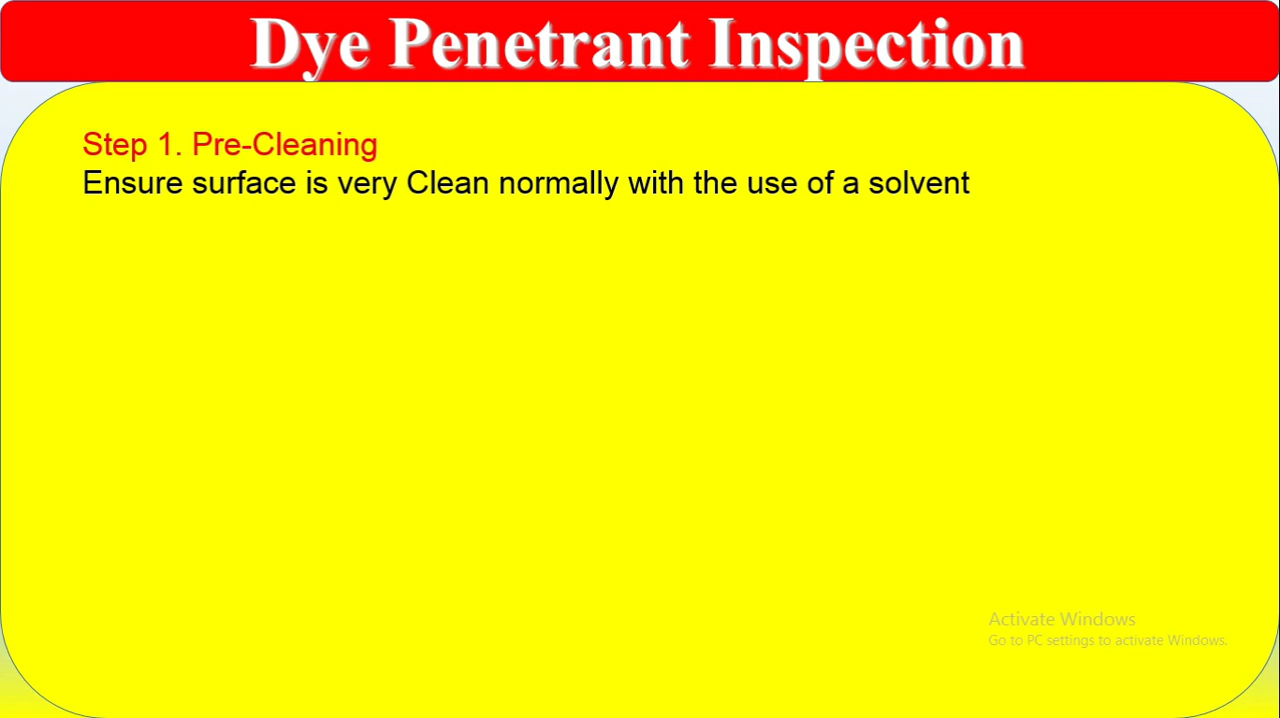 Dye Penetrant Inspection
Step 1. Pre-Cleaning
Ensure surface is very Clean normally with the use of a solvent
Activate Windows
Go to PC settings to activate Windows.